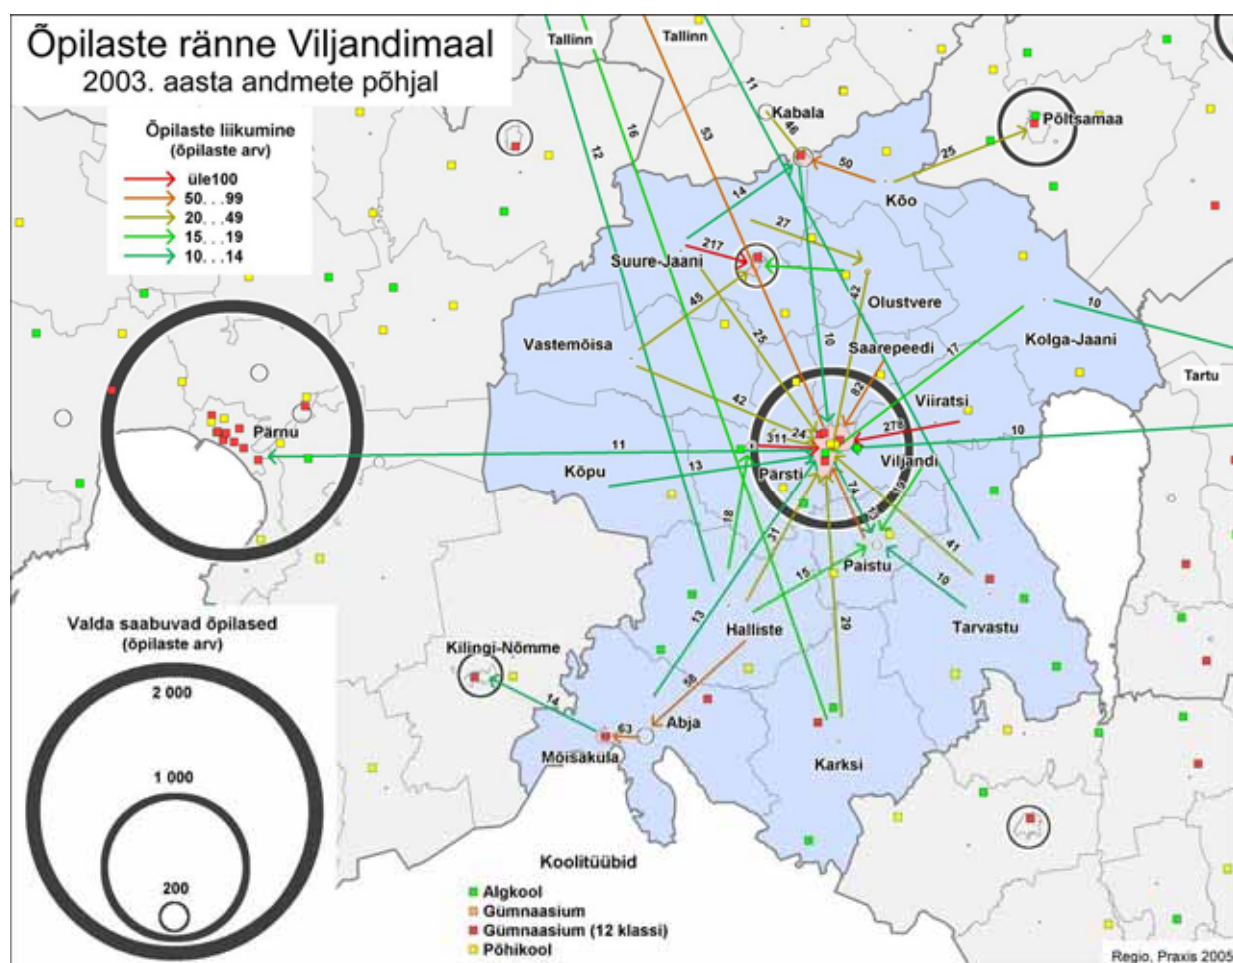 Õpilaste ränne Viljandimaal
2003. aasta andmete põhjal
Õpilaste liikumine
(õpilaste arv)
üle100
50. . .99
20. . .49
15. . .19
10. . .14
Tallinn
Tallinn
11
12
16
53
Kabala
46
Põltsamaa
50
25
Kõo
14
27
217
Suure-Jaani
42
Olustvere
45
25
10
10
Vastemõisa
Saarepeedi
17
Kolga-Jaani
Tartu
82
Viiratsi
42
Pärnu
24
278
311
10
11
13
Kõpu
Pärsti
Viljandi
74
19
18
31
41
Paistu
15
10
13
Halliste
29
Tarvastu
Kilingi-Nõmme
58
14
63
Abja
Mõisaküla
Karksi
Valda saabuvad õpilased
(õpilaste arv)
2 000
1 000
200
Koolitüübid
Algkool
Gümnaasium
Gümnaasium (12 klassi)
Põhikool
Regio, Praxis 2005